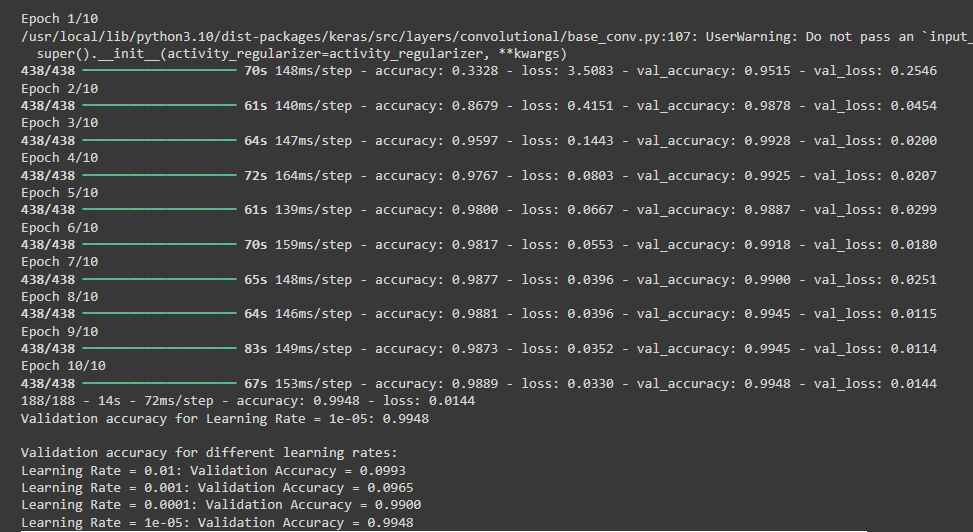 Epoch 1/10
/usr/local/lib/python3.10/dist-packages/keras/src/layers/convolutional/base_conv.py:107: UserWarning: Do not pass an `input_
super().__init__(activity_regularizer=activity_regularizer, **kwargs)
438/438 ━━━━━━━━━━━━━━━━━━━━ 70s 148ms/step - accuracy: 0.3328 - loss: 3.5083 - val_accuracy: 0.9515 - val_loss: 0.2546
Epoch 2/10
438/438 ━━━━━━━━━━━━━━━━━━━━ 61s 140ms/step - accuracy: 0.8679 - loss: 0.4151 - val_accuracy: 0.9878 - val_loss: 0.0454
Epoch 3/10
438/438 ━━━━━━━━━━━━━━━━━━━━ 64s 147ms/step - accuracy: 0.9597 - loss: 0.1443 - val_accuracy: 0.9928 - val_loss: 0.0200
Epoch 4/10
438/438 ━━━━━━━━━━━━━━━━━━━━ 72s 164ms/step - accuracy: 0.9767 - loss: 0.0803 - val_accuracy: 0.9925 - val_loss: 0.0207
Epoch 5/10
438/438 ━━━━━━━━━━━━━━━━━━━━ 61s 139ms/step - accuracy: 0.9800 - loss: 0.0667 - val_accuracy: 0.9887 - val_loss: 0.0299
Epoch 6/10
438/438 ━━━━━━━━━━━━━━━━━━━━ 70s 159ms/step - accuracy: 0.9817 - loss: 0.0553 - val_accuracy: 0.9918 - val_loss: 0.0180
Epoch 7/10
438/438 ━━━━━━━━━━━━━━━━━━━━ 65s 148ms/step - accuracy: 0.9877 - loss: 0.0396 - val_accuracy: 0.9900 - val_loss: 0.0251
Epoch 8/10
438/438 ━━━━━━━━━━━━━━━━━━━━ 64s 146ms/step - accuracy: 0.9881 - loss: 0.0396 - val_accuracy: 0.9945 - val_loss: 0.0115
Epoch 9/10
438/438 ━━━━━━━━━━━━━━━━━━━━ 83s 149ms/step - accuracy: 0.9873 - loss: 0.0352 - val_accuracy: 0.9945 - val_loss: 0.0114
Epoch 10/10
438/438 ━━━━━━━━━━━━━━━━━━━━ 67s 153ms/step - accuracy: 0.9889 - loss: 0.0330 - val_accuracy: 0.9948 - val_loss: 0.0144
188/188 - 14s - 72ms/step - accuracy: 0.9948 - loss: 0.0144
Validation accuracy for Learning Rate = 1e-05: 0.9948
Validation accuracy for different learning rates:
Learning Rate = 0.01: Validation Accuracy = 0.0993
Learning Rate = 0.001: Validation Accuracy = 0.0965
Learning Rate = 0.0001: Validation Accuracy = 0.9900
Learning Rate = 1e-05: Validation Accuracy = 0.9948